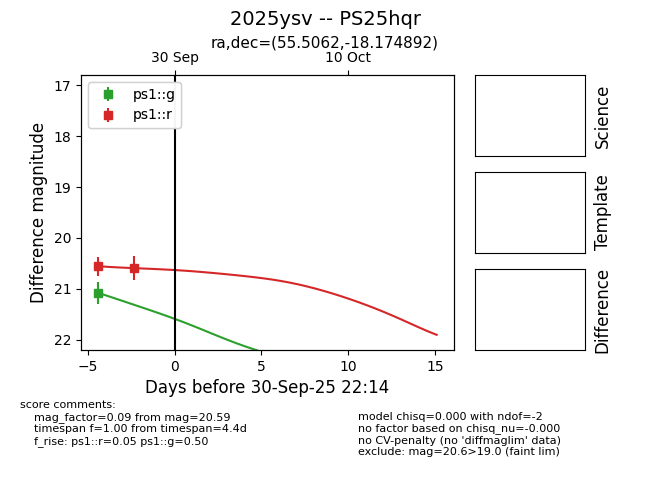 2025ysv -- PS25hqr
ra,dec=(55.5062,-18.174892)
30 Sep
10 Oct
ps1::g
ps1::r
17
18
19
20
21
22
Difference magnitude
−5
0
5
10
15
Days before 30-Sep-25 22:14
Science
Template
Difference
score comments:
mag_factor=0.09 from mag=20.59
timespan f=1.00 from timespan=4.4d
f_rise: ps1::r=0.05 ps1::g=0.50
model chisq=0.000 with ndof=-2
no factor based on chisq_nu=-0.000
no CV-penalty (no 'diffmaglim' data)
exclude: mag=20.6>19.0 (faint lim)